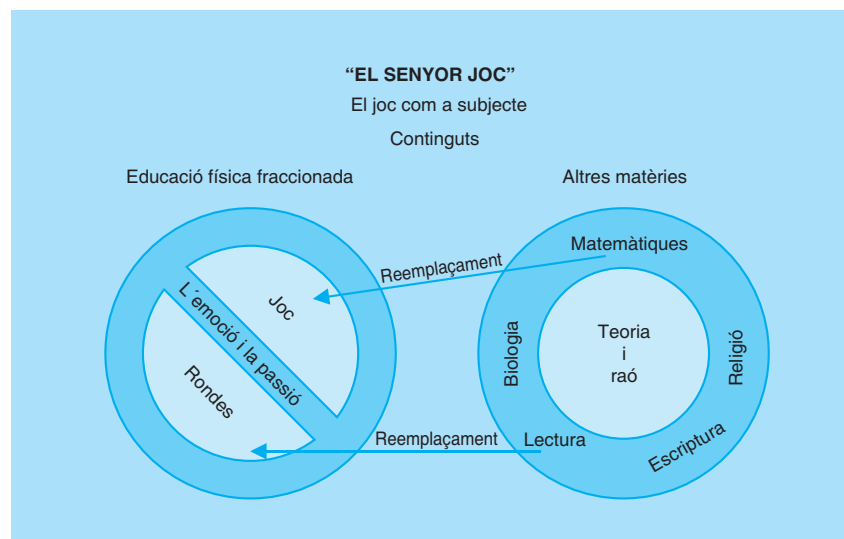 “EL SENYOR JOC”
El joc com a subjecte
Continguts
Educació física fraccionada
Altres matèries
Joc
L´emoció i la passió
Rondes
Reemplaçament
Reemplaçament
Matemàtiques
Biologia
Teoria
i
raó
Religió
Lectura
Escriptura